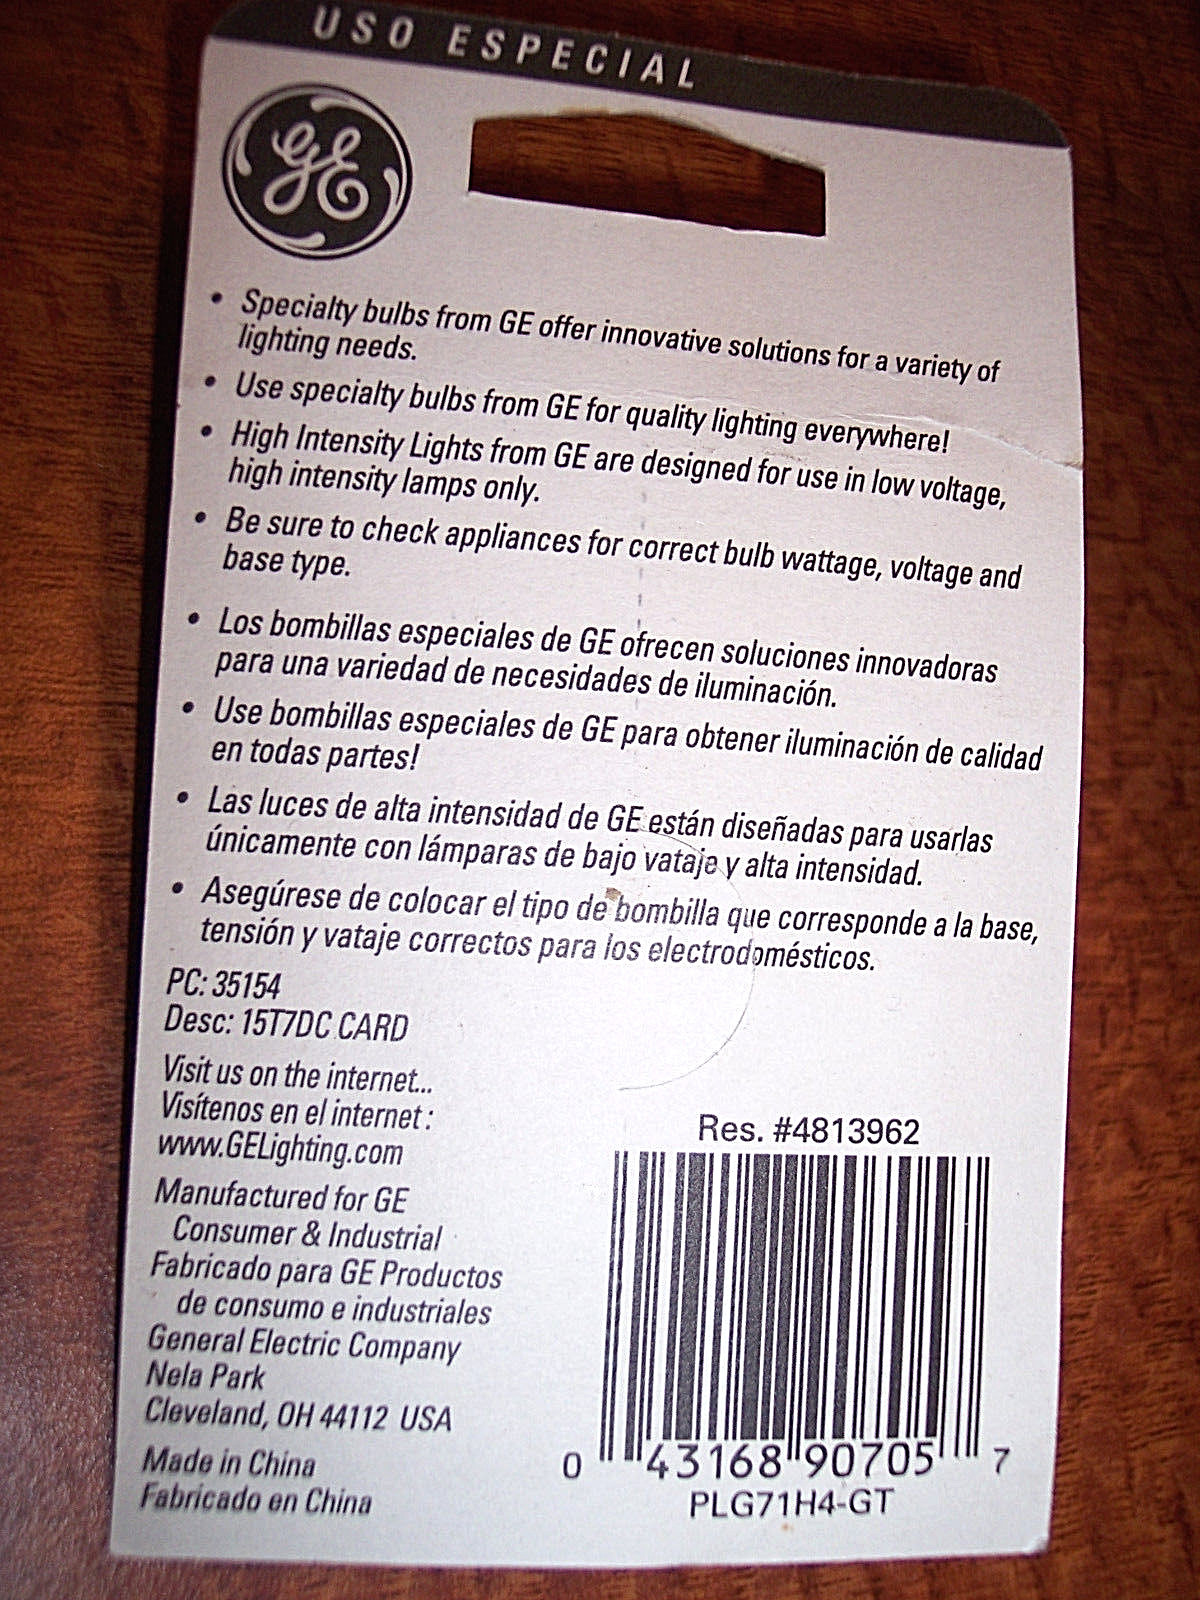 USO ESPECIAL
GE
• Specialty bulbs from GE offer innovative solutions for a variety of
lighting needs.
• Use specialty bulbs from GE for quality lighting everywhere!
• High Intensity Lights from GE are designed for use in low voltage,
high intensity lamps only.
• Be sure to check appliances for correct bulb wattage, voltage and
base type.
• Los bombillas especiales de GE ofrecen soluciones innovadoras
para una variedad de necesidades de iluminación.
• Use bombillas especiales de GE para obtener iluminación de calidad
en todas partes!
• Las luces de alta intensidad de GE están diseñadas para usarlas
únicamente con lámparas de bajo vataje y alta intensidad.
• Asegúrese de colocar el tipo de bombilla que corresponde a la base,
tensión y vataje correctos para los electrodomésticos.
PC: 35154
Desc: 15T7DC CARD
Visit us on the internet...
Visítenos en el internet :
www.GELighting.com
Manufactured for GE
Consumer & Industrial
Fabricado para GE Productos
de consumo e industriales
General Electric Company
Nela Park
Cleveland, OH 44112 USA
Made in China
Fabricado en China
Res. #4813962
0 43168 90705 7
PLG71H4-GT